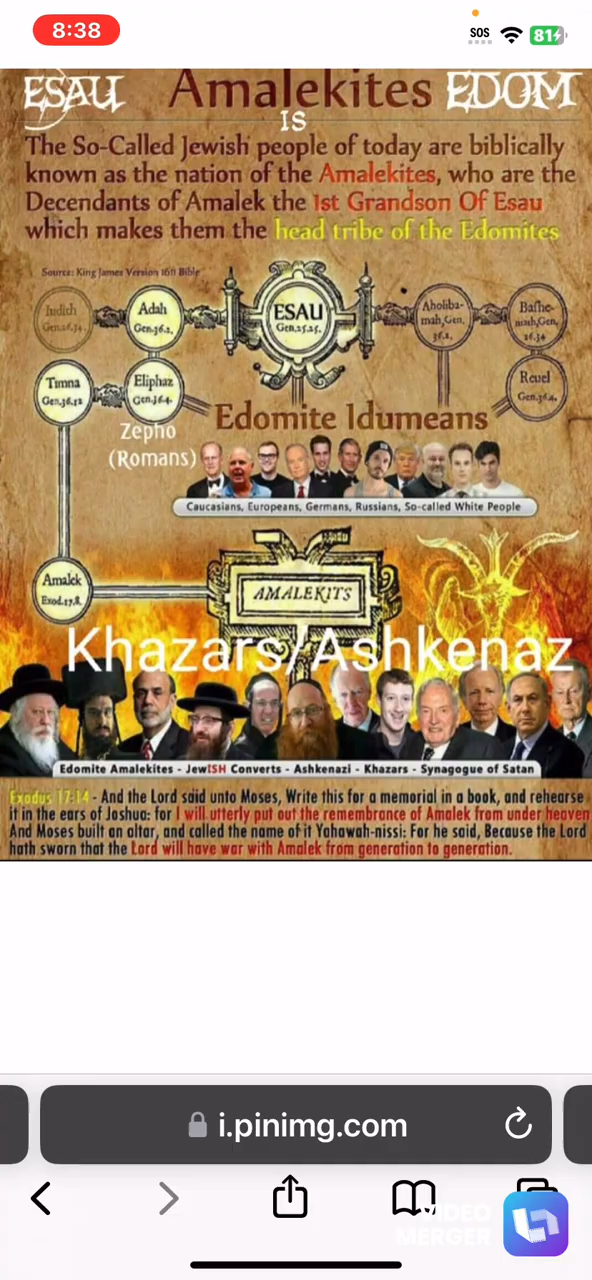 8:38
SOS
81
ESAU Amalekites EDOM
IS
The So-Called Jewish people of today are biblically
known as the nation of the Amalekites, who are the
Decendants of Amalek the 1st Grandson Of Esau
which makes them the head tribe of the Edomites
Source: King James Version 1611 Bible
Judith
Gen.26.34
Adah
Gen.36.2.
ESAU
Gen.25.25.
Aholiba-
mah,Gen.
36.2.
Bathe-
math,Gen.
26.34
Timna
Gen.36.12
Eliphaz
Gen.36.4.
Reuel
Gen.36.4.
Edomite Idumeans
Zepho
(Romans)
Caucasians, Europeans, Germans, Russians, So-called White People
Amalek
Exod.17.8.
AMALEKITS
Khazars/Ashkenaz
Edomite Amalekites - JewISH Converts - Ashkenazi - Khazars - Synagogue of Satan
Exodus 17:14 - And the Lord said unto Moses, Write this for a memorial in a book, and rehearse
it in the ears of Joshua: for I will utterly put out the remembrance of Amalek from under heaven
And Moses built an altar, and called the name of it Yahawah-nissi: For he said, Because the Lord
hath sworn that the Lord will have war with Amalek from generation to generation.
i.pinimg.com
VIDEO
MERGER